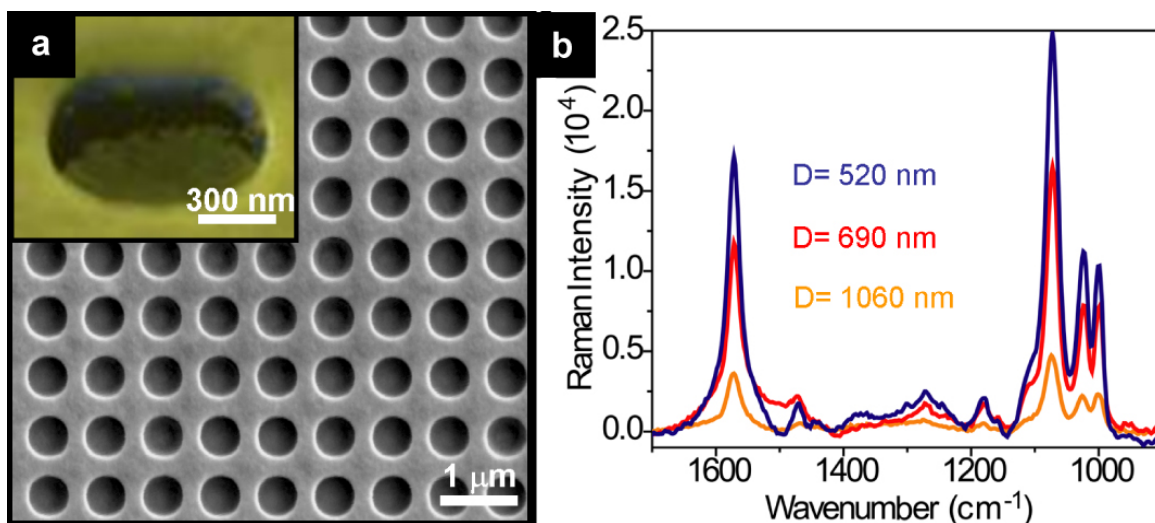 a
300 nm
1 μm
b
Raman Intensity (10⁴)
2.5
2.0
1.5
1.0
0.5
0.0
D= 520 nm
D= 690 nm
D= 1060 nm
1600
1400
1200
1000
Wavenumber (cm⁻¹)